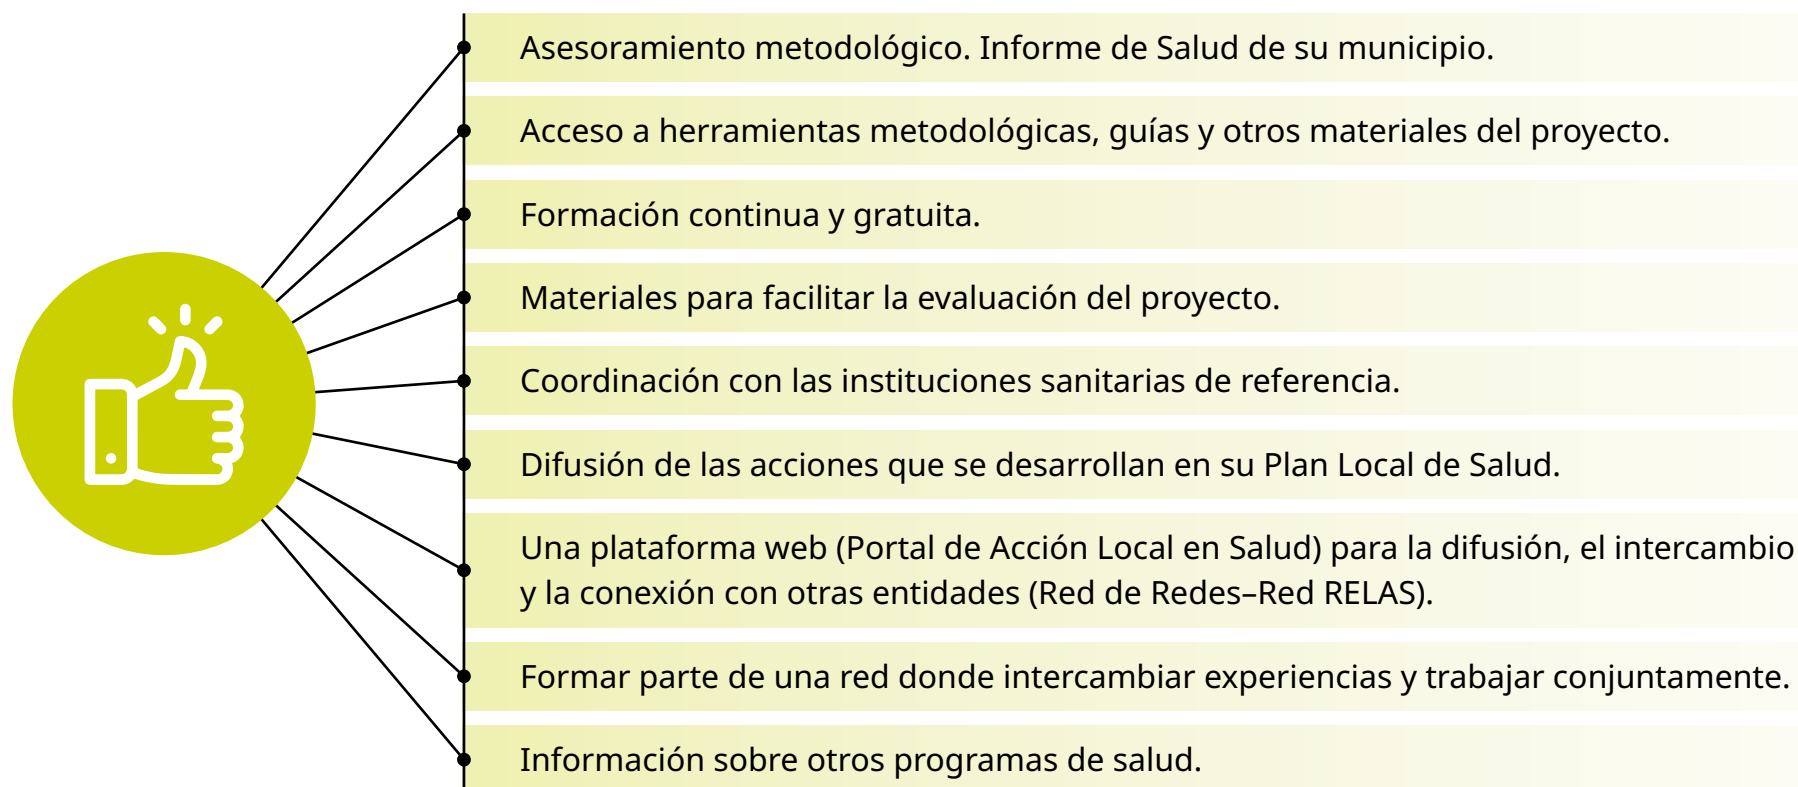 Asesoramiento metodológico. Informe de Salud de su municipio.
Acceso a herramientas metodológicas, guías y otros materiales del proyecto.
Formación continua y gratuita.
Materiales para facilitar la evaluación del proyecto.
Coordinación con las instituciones sanitarias de referencia.
Difusión de las acciones que se desarrollan en su Plan Local de Salud.
Una plataforma web (Portal de Acción Local en Salud) para la difusión, el intercambio
y la conexión con otras entidades (Red de Redes–Red RELAS).
Formar parte de una red donde intercambiar experiencias y trabajar conjuntamente.
Información sobre otros programas de salud.